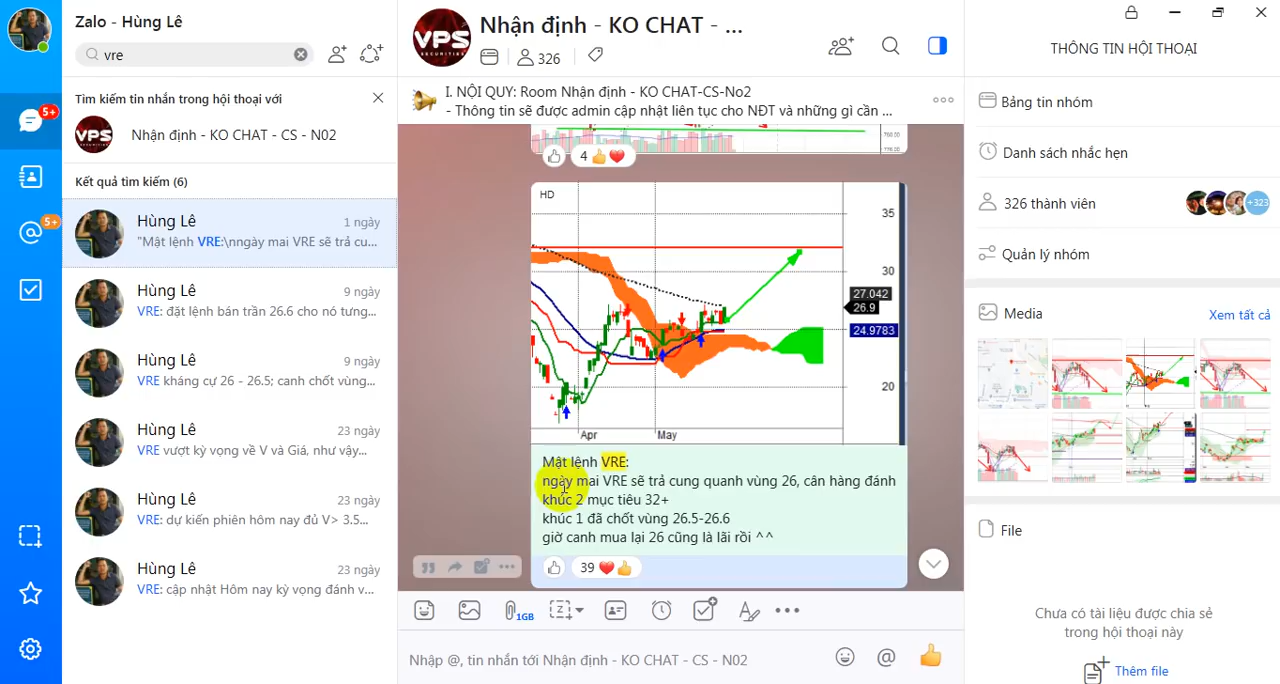 Zalo - Hùng Lê
vre
Tìm kiếm tin nhắn trong hội thoại với
VPS
SECURITIES
Nhận định - KO CHAT - CS - N02
Kết quả tìm kiếm (6)
Hùng Lê
1 ngày
"Mật lệnh VRE:\nngày mai VRE sẽ trả cu...
Hùng Lê
9 ngày
VRE: đặt lệnh bán trần 26.6 cho nó tưng...
Hùng Lê
9 ngày
VRE kháng cự 26 - 26.5; canh chốt vùng...
Hùng Lê
23 ngày
VRE vượt kỳ vọng về V và Giá, như vậy...
Hùng Lê
23 ngày
VRE: dự kiến phiên hôm nay đủ V> 3.5...
Hùng Lê
23 ngày
VRE: cập nhật Hôm nay kỳ vọng đánh v...
5+
5+
VPS
SECURITIES
Nhận định - KO CHAT - ...
326
I. NỘI QUY: Room Nhận định - KO CHAT-CS-No2
- Thông tin sẽ được admin cập nhật liên tục cho NĐT và những gì cần ...
4
HD
35
30
27.042
26.9
24.9783
20
Apr
May
Mật lệnh VRE:
ngày mai VRE sẽ trả cung quanh vùng 26, cân hàng đánh
khúc 2 mục tiêu 32+
khúc 1 đã chốt vùng 26.5-26.6
giờ canh mua lại 26 cũng là lãi rồi ^^
39
1GB
Nhập @, tin nhắn tới Nhận định - KO CHAT - CS - N02
THÔNG TIN HỘI THOẠI
Bảng tin nhóm
Danh sách nhắc hẹn
326 thành viên
+323
Quản lý nhóm
Media
Xem tất cả
File
Chưa có tài liệu được chia sẻ
trong hội thoại này
Thêm file